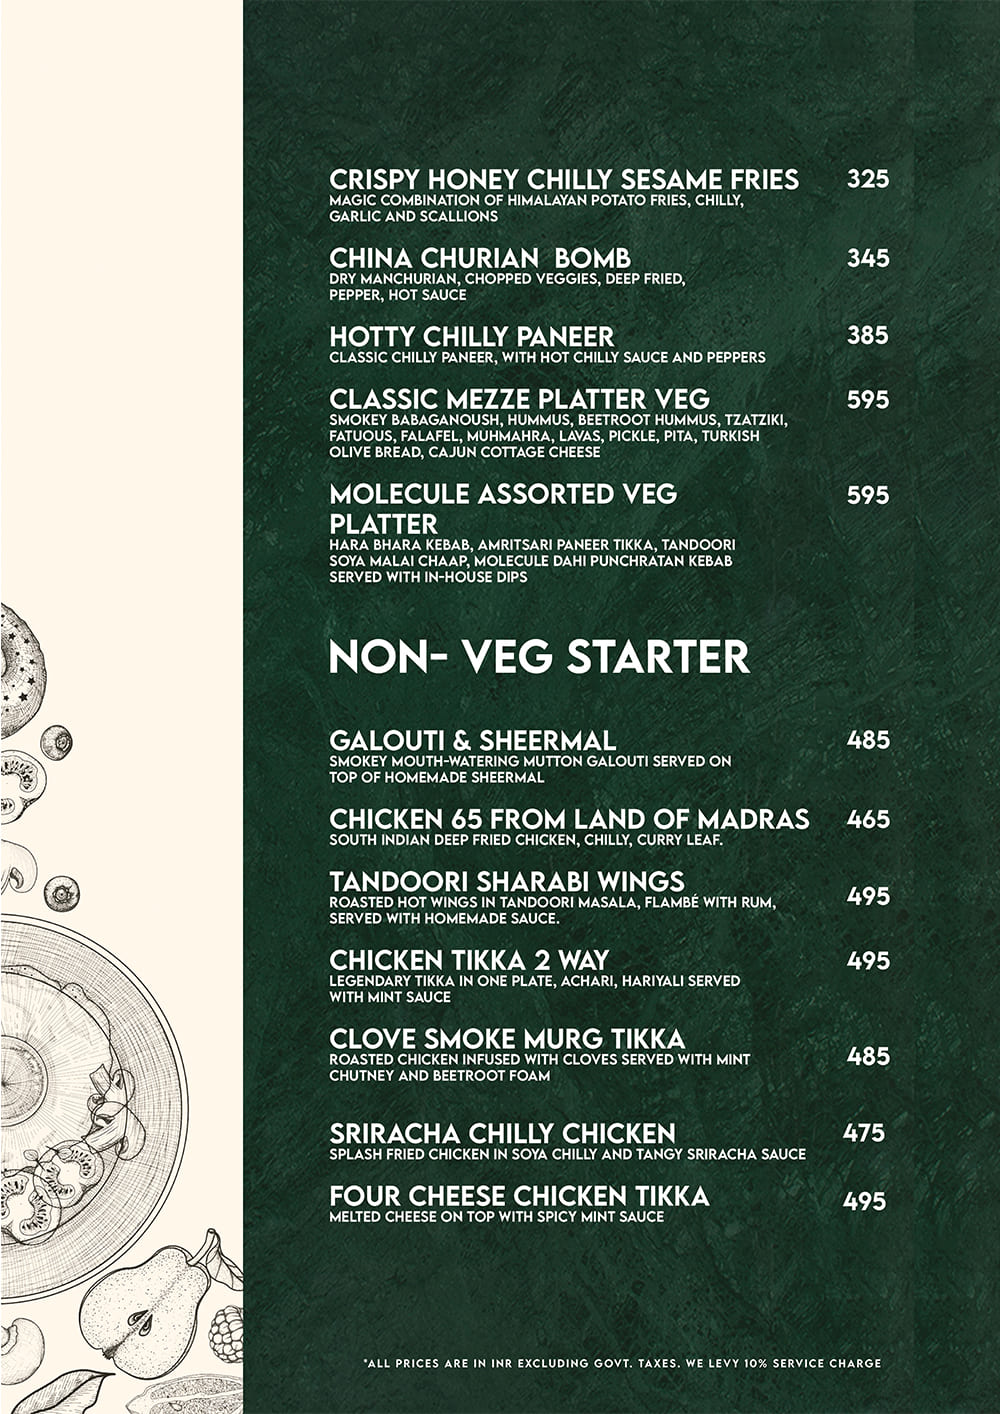 CRISPY HONEY CHILLY SESAME FRIES 325
MAGIC COMBINATION OF HIMALAYAN POTATO FRIES, CHILLY,
GARLIC AND SCALLIONS
CHINA CHURIAN BOMB 345
DRY MANCHURIAN, CHOPPED VEGGIES, DEEP FRIED,
PEPPER, HOT SAUCE
HOTTY CHILLY PANEER 385
CLASSIC CHILLY PANEER, WITH HOT CHILLY SAUCE AND PEPPERS
CLASSIC MEZZE PLATTER VEG 595
SMOKEY BABAGANOUSH, HUMMUS, BEETROOT HUMMUS, TZATZIKI,
FATUOUS, FALAFEL, MUHMAHRA, LAVAS, PICKLE, PITA, TURKISH
OLIVE BREAD, CAJUN COTTAGE CHEESE
MOLECULE ASSORTED VEG 595
PLATTER
HARA BHARA KEBAB, AMRITSARI PANEER TIKKA, TANDOORI
SOYA MALAI CHAAP, MOLECULE DAHI PUNCHRATAN KEBAB
SERVED WITH IN-HOUSE DIPS
NON- VEG STARTER
GALOUTI & SHEERMAL 485
SMOKEY MOUTH-WATERING MUTTON GALOUTI SERVED ON
TOP OF HOMEMADE SHEERMAL
CHICKEN 65 FROM LAND OF MADRAS 465
SOUTH INDIAN DEEP FRIED CHICKEN, CHILLY, CURRY LEAF.
TANDOORI SHARABI WINGS 495
ROASTED HOT WINGS IN TANDOORI MASALA, FLAMBÉ WITH RUM,
SERVED WITH HOMEMADE SAUCE.
CHICKEN TIKKA 2 WAY 495
LEGENDARY TIKKA IN ONE PLATE, ACHARI, HARIYALI SERVED
WITH MINT SAUCE
CLOVE SMOKE MURG TIKKA 485
ROASTED CHICKEN INFUSED WITH CLOVES SERVED WITH MINT
CHUTNEY AND BEETROOT FOAM
SRIRACHA CHILLY CHICKEN 475
SPLASH FRIED CHICKEN IN SOYA CHILLY AND TANGY SRIRACHA SAUCE
FOUR CHEESE CHICKEN TIKKA 495
MELTED CHEESE ON TOP WITH SPICY MINT SAUCE
*ALL PRICES ARE IN INR EXCLUDING GOVT. TAXES. WE LEVY 10% SERVICE CHARGE